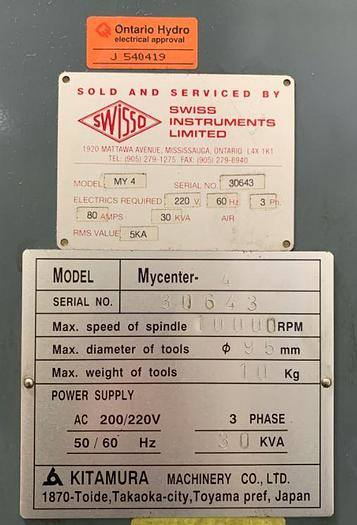 Ontario Hydro
electrical approval
J 540419
SOLD AND SERVICED BY
SWISSO
SWISS
INSTRUMENTS
LIMITED
1920 MATTAWA AVENUE, MISSISSAUGA, ONTARIO. L4X 1K1
TEL: (905) 279-1275 FAX: (905) 279-6940
MODEL MY 4 SERIAL NO. 30643
ELECTRICS REQUIRED 220 v. 60 Hz 3 Ph.
80 AMPS 30 KVA AIR
RMS VALUE 5KA
MODEL Mycenter- 4
SERIAL NO. 30643
Max. speed of spindle 10000 RPM
Max. diameter of tools φ 95 mm
Max. weight of tools 10 Kg
POWER SUPPLY
AC 200/220V 3 PHASE
50/60 Hz 30 KVA
KITAMURA MACHINERY CO., LTD.
1870-Toide, Takaoka-city, Toyama pref, Japan